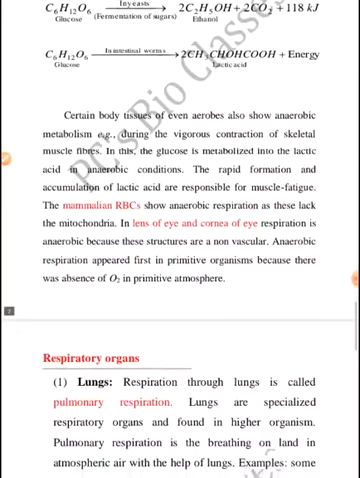 C₆H₁₂O₆ —In yeasts (Fermentation of sugars)→ 2C₂H₅OH + 2CO₂ + 118 kJ
Glucose Ethanol
C₆H₁₂O₆ —In intestinal worms→ 2CH₃CHOHCOOH + Energy
Glucose Lactic acid
Certain body tissues of even aerobes also show anaerobic
metabolism e.g., during the vigorous contraction of skeletal
muscle fibres. In this, the glucose is metabolized into the lactic
acid in anaerobic conditions. The rapid formation and
accumulation of lactic acid are responsible for muscle-fatigue.
The mammalian RBCs show anaerobic respiration as these lack
the mitochondria. In lens of eye and cornea of eye respiration is
anaerobic because these structures are a non vascular. Anaerobic
respiration appeared first in primitive organisms because there
was absence of O₂ in primitive atmosphere.
PC's Bio Classes
Respiratory organs
(1) Lungs: Respiration through lungs is called
pulmonary respiration. Lungs are specialized
respiratory organs and found in higher organism.
Pulmonary respiration is the breathing on land in
atmospheric air with the help of lungs. Examples: some